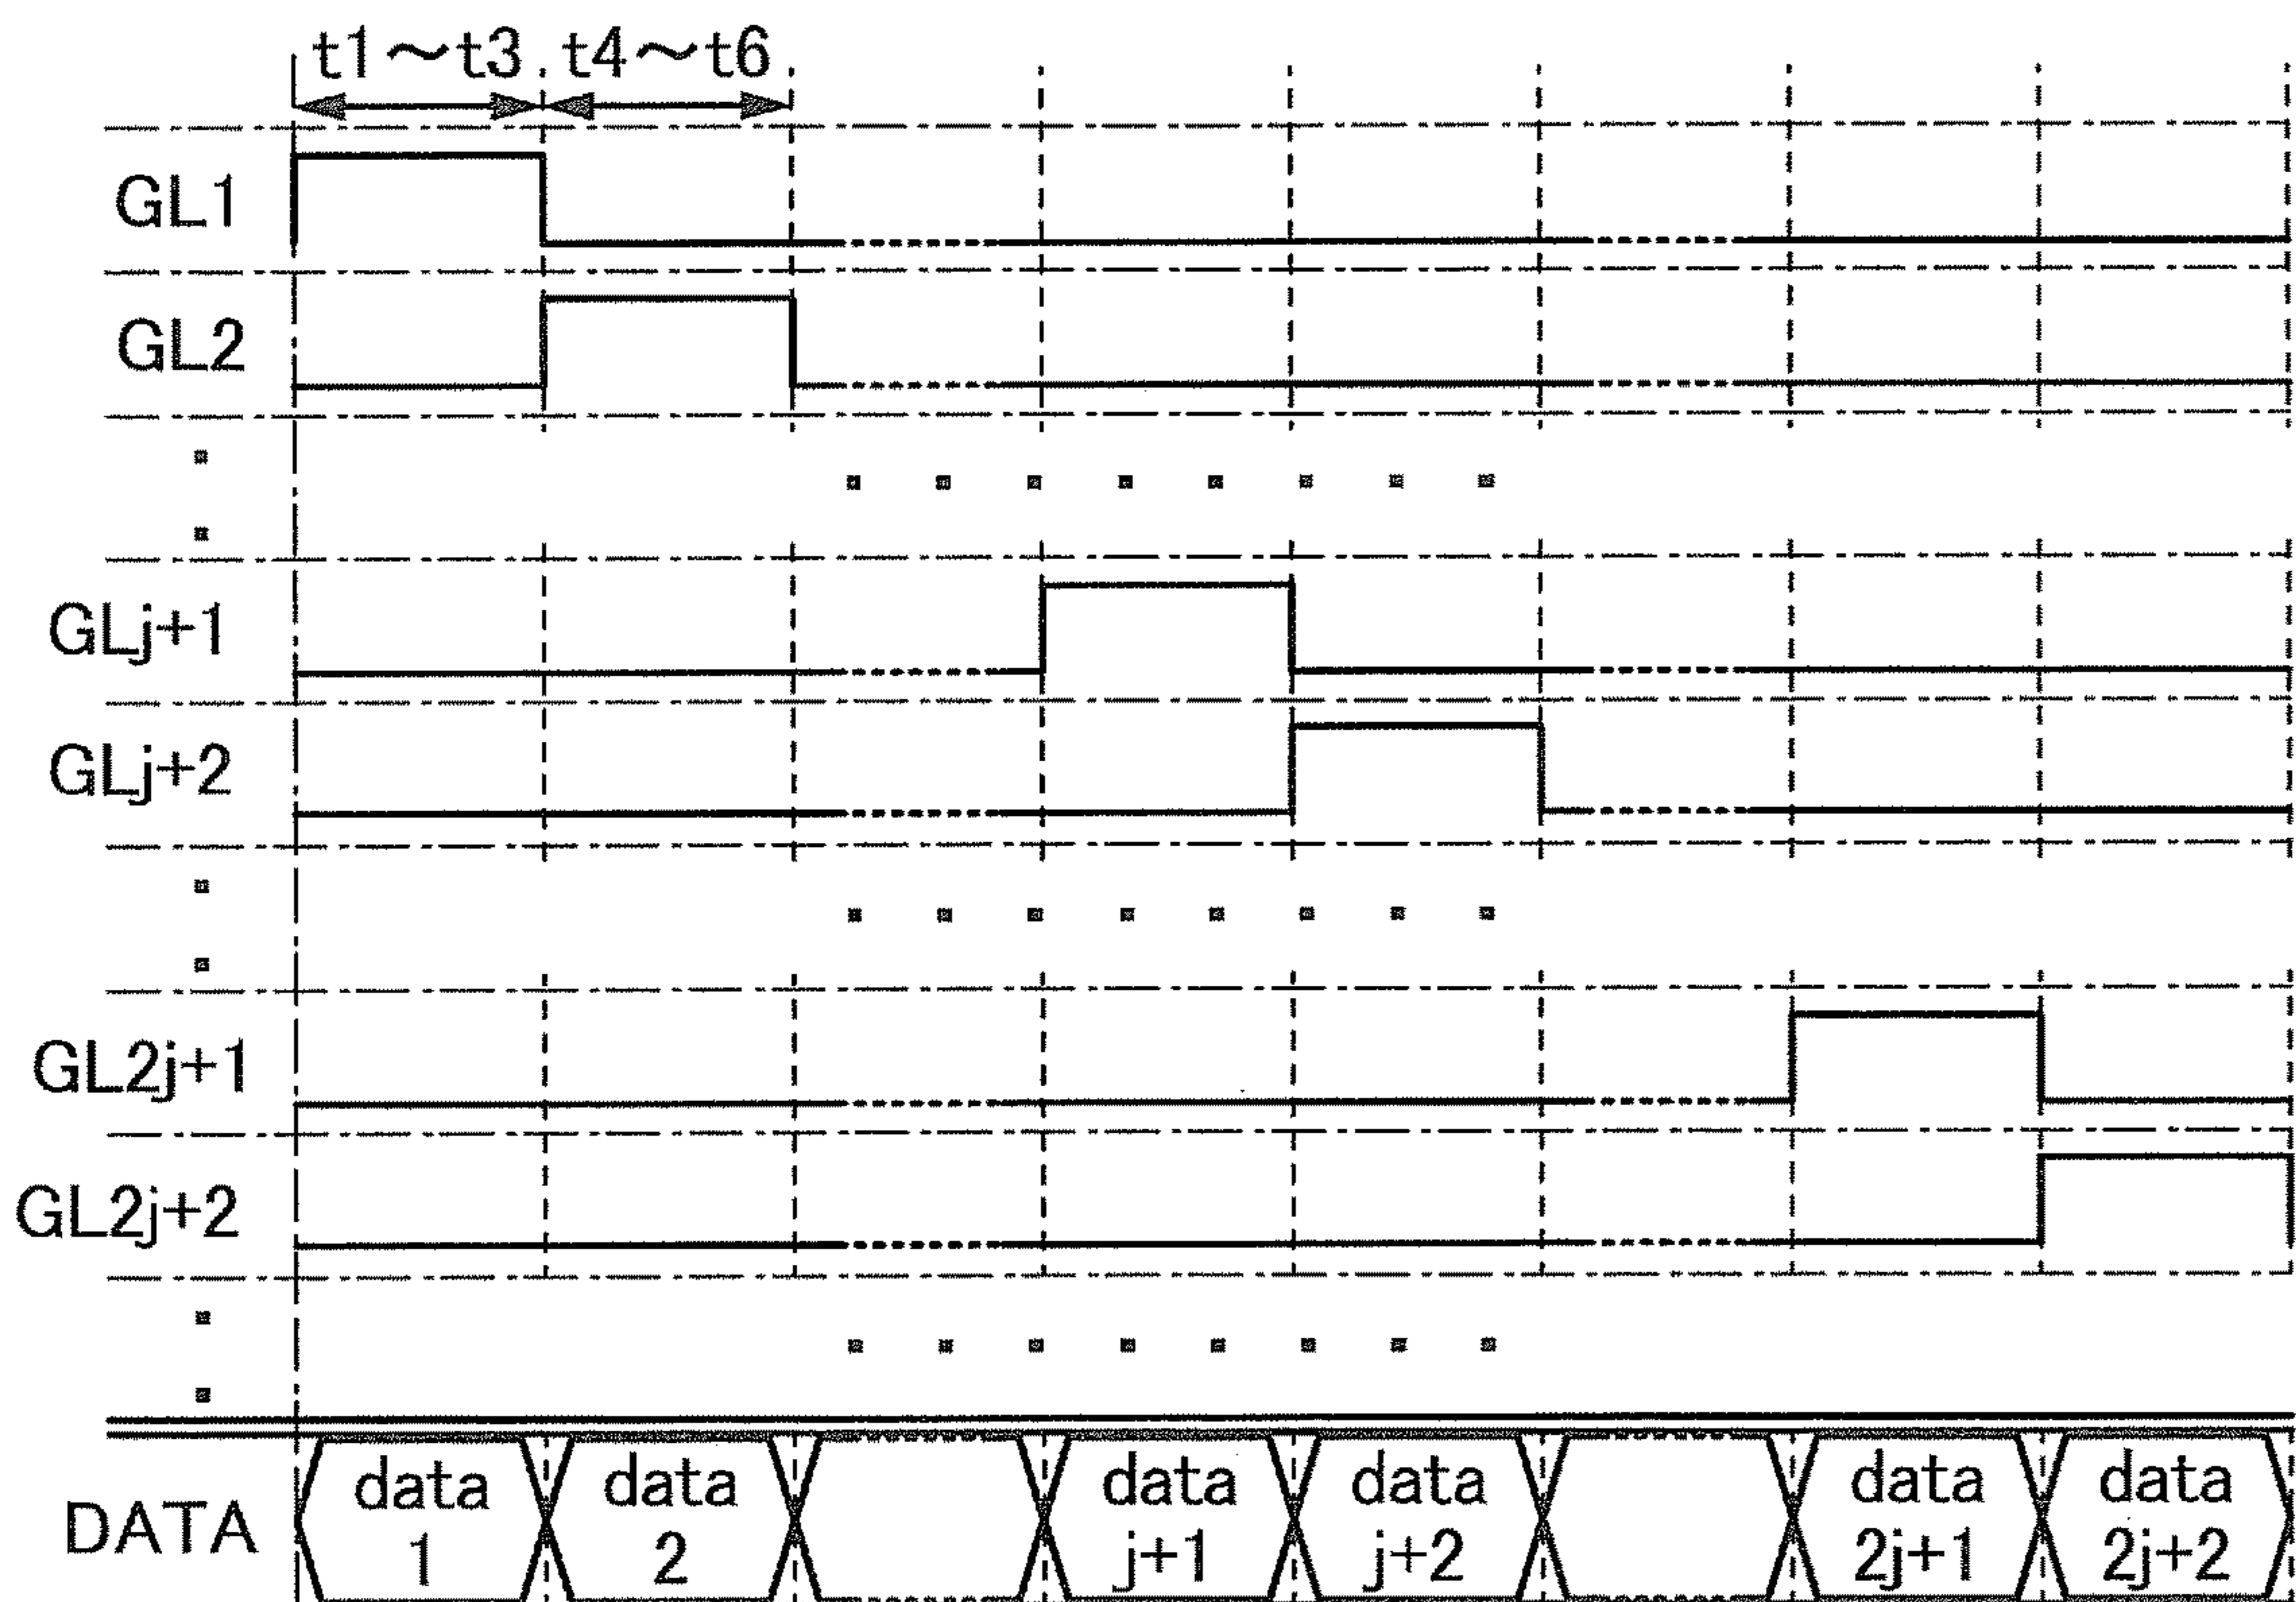 t1～t3 t4～t6
GL1
GL2
GLj+1
GLj+2
GL2j+1
GL2j+2
DATA
data 1
data 2
data j+1
data j+2
data 2j+1
data 2j+2